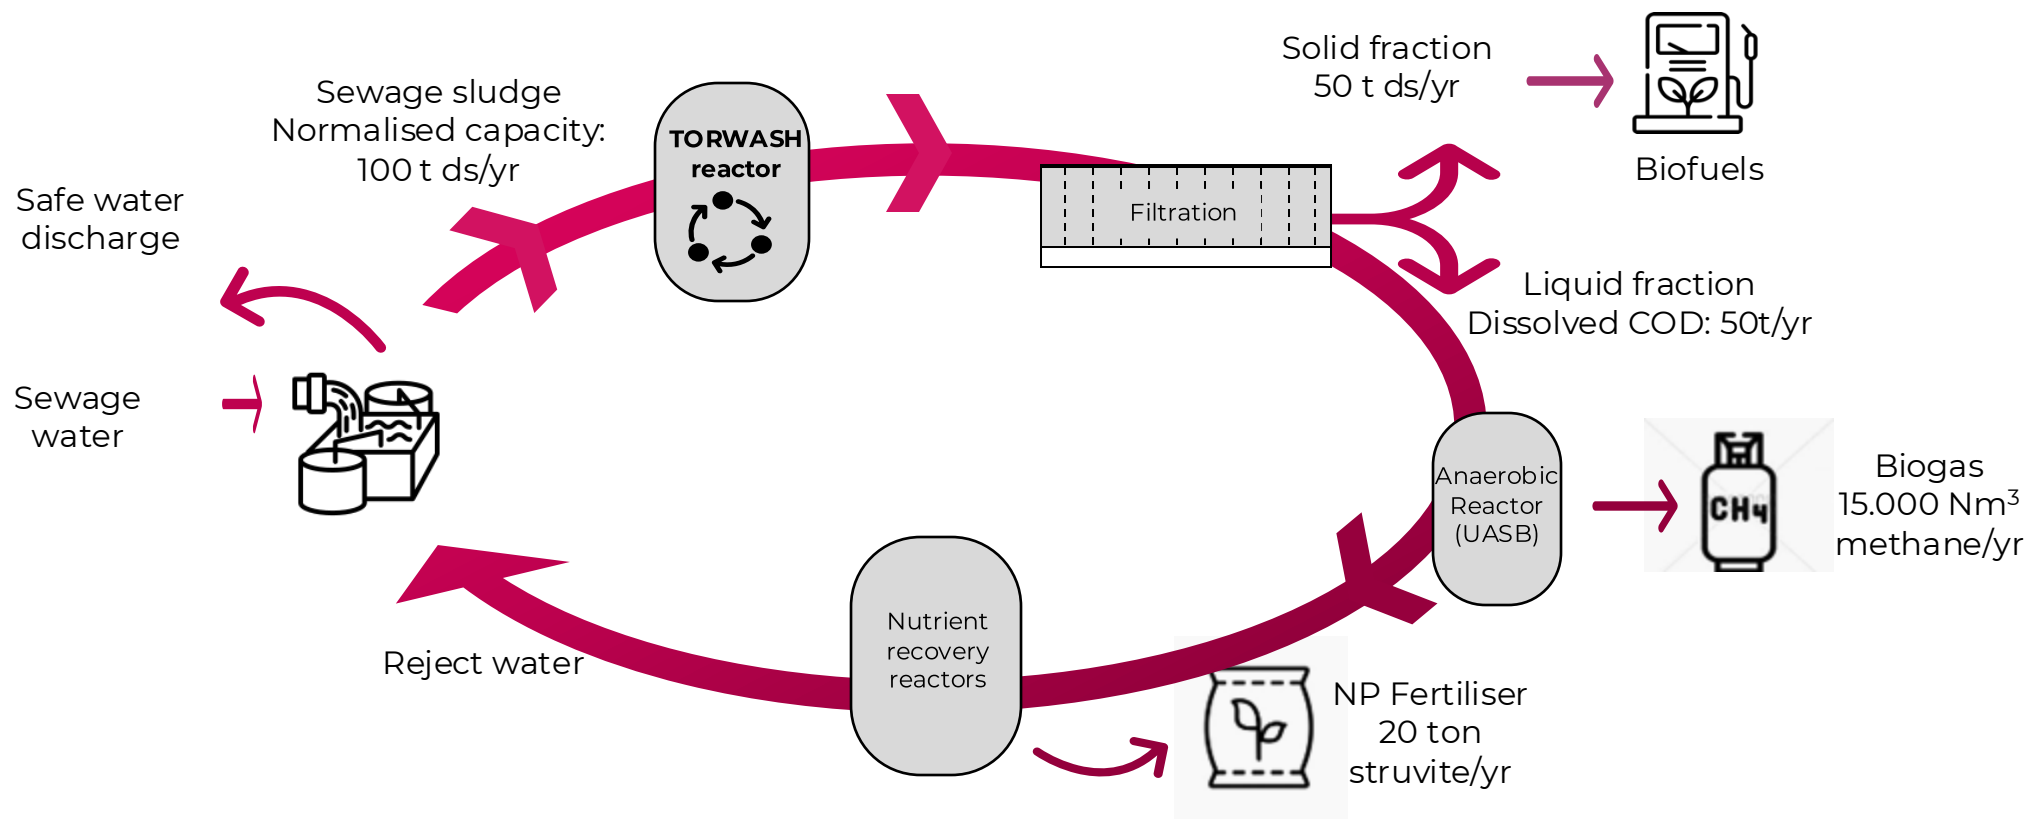 Solid fraction
50 t ds/yr
Sewage sludge
Normalised capacity:
100 t ds/yr
TORWASH
reactor
Biofuels
Safe water
discharge
Filtration
Liquid fraction
Dissolved COD: 50t/yr
Sewage
water
Anaerobic
Reactor
(UASB)
CH4
Biogas
15.000 Nm³
methane/yr
Nutrient
recovery
reactors
Reject water
NP Fertiliser
20 ton
struvite/yr